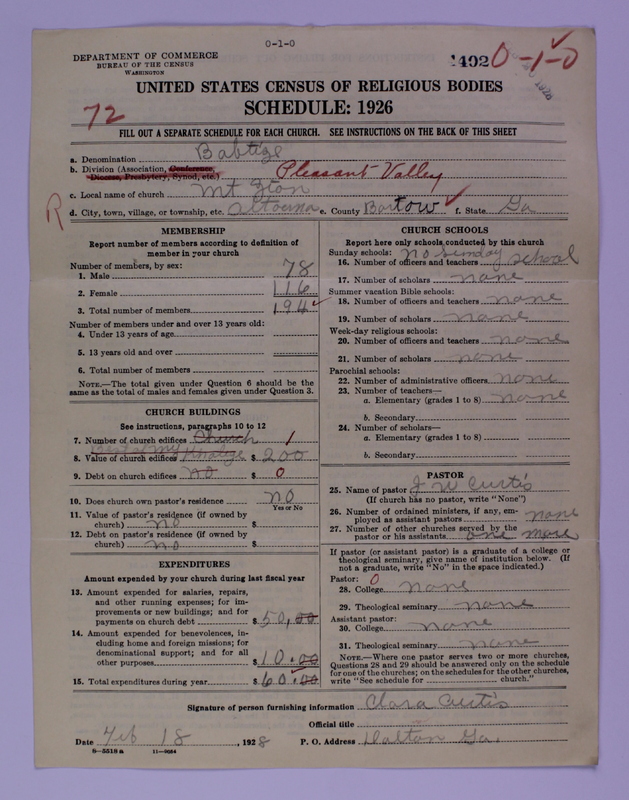 0-1-0
DEPARTMENT OF COMMERCE
BUREAU OF THE CENSUS
WASHINGTON
1402 0-1-0
1928
UNITED STATES CENSUS OF RELIGIOUS BODIES
72 SCHEDULE: 1926
FILL OUT A SEPARATE SCHEDULE FOR EACH CHURCH. SEE INSTRUCTIONS ON THE BACK OF THIS SHEET
a. Denomination Babtize
b. Division (Association, Conference, Diocese, Presbytery, Synod, etc.) Pleasant Valley
c. Local name of church Mt Zion
R d. City, town, village, or township, etc. e. County Bartow f. State Ga
MEMBERSHIP
Report number of members according to definition of
member in your church
Number of members, by sex:
1. Male 78
2. Female 116
3. Total number of members 194
Number of members under and over 13 years old:
4. Under 13 years of age
5. 13 years old and over
6. Total number of members
NOTE.—The total given under Question 6 should be the
same as the total of males and females given under Question 3.
CHURCH BUILDINGS
See instructions, paragraphs 10 to 12
7. Number of church edifices Church 1
8. Value of church edifices $ 200
9. Debt on church edifices No $ 0
10. Does church own pastor's residence no
Yes or No
11. Value of pastor's residence (if owned by
church) no $
12. Debt on pastor's residence (if owned by
church) no $
EXPENDITURES
Amount expended by your church during last fiscal year
13. Amount expended for salaries, repairs,
and other running expenses; for im-
provements or new buildings; and for
payments on church debt $ 50,00
14. Amount expended for benevolences, in-
cluding home and foreign missions; for
denominational support; and for all
other purposes $ 10.00
15. Total expenditures during year $ 60.00
CHURCH SCHOOLS
Report here only schools conducted by this church
Sunday schools: no Sunday school
16. Number of officers and teachers
17. Number of scholars none
Summer vacation Bible schools:
18. Number of officers and teachers none
19. Number of scholars none
Week-day religious schools:
20. Number of officers and teachers none
21. Number of scholars none
Parochial schools:
22. Number of administrative officers none
23. Number of teachers—
a. Elementary (grades 1 to 8) none
b. Secondary
24. Number of scholars—
a. Elementary (grades 1 to 8)
b. Secondary
PASTOR
25. Name of pastor J W Curtis
(If church has no pastor, write "None")
26. Number of ordained ministers, if any, em-
ployed as assistant pastors none
27. Number of other churches served by the
pastor or his assistants one more
If pastor (or assistant pastor) is a graduate of a college or
theological seminary, give name of institution below. (If
not a graduate, write "No" in the space indicated.)
Pastor: 0
28. College none
29. Theological seminary none
Assistant pastor:
30. College none
31. Theological seminary none
NOTE.—Where one pastor serves two or more churches,
Questions 28 and 29 should be answered only on the schedule
for one of the churches; on the schedules for the other churches,
write "See schedule for church."
Signature of person furnishing information Clara Curtis
Official title
Date Feb 18, 1928 P. O. Address Dalton Ga.
8—5518 a 11—9054